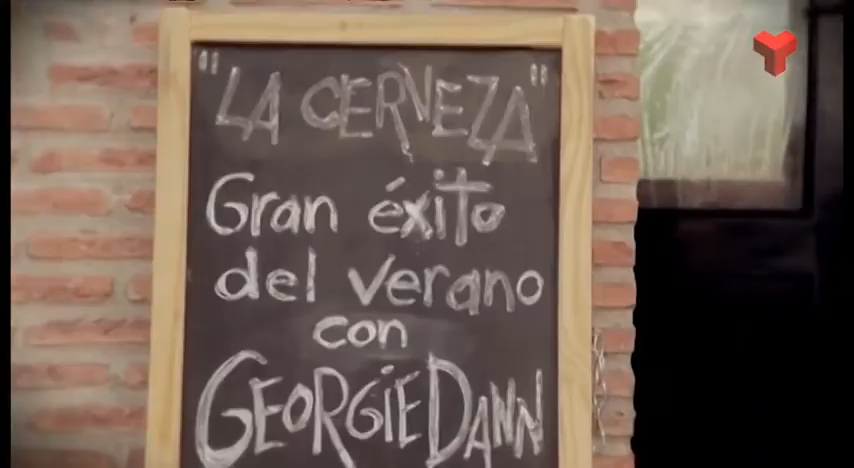 "LA CERVEZA"
Gran éxito
del verano
con
GEORGIE DANN